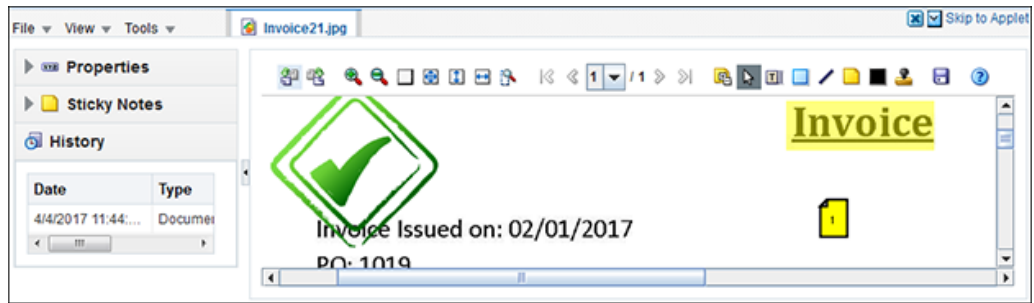 File View Tools
Invoice21.jpg
Skip to Applet
Properties
Sticky Notes
History
Date Type
4/4/2017 11:44:... Documen
1 / 1
T
?
Invoice
1
Invoice Issued on: 02/01/2017
PO: 1019